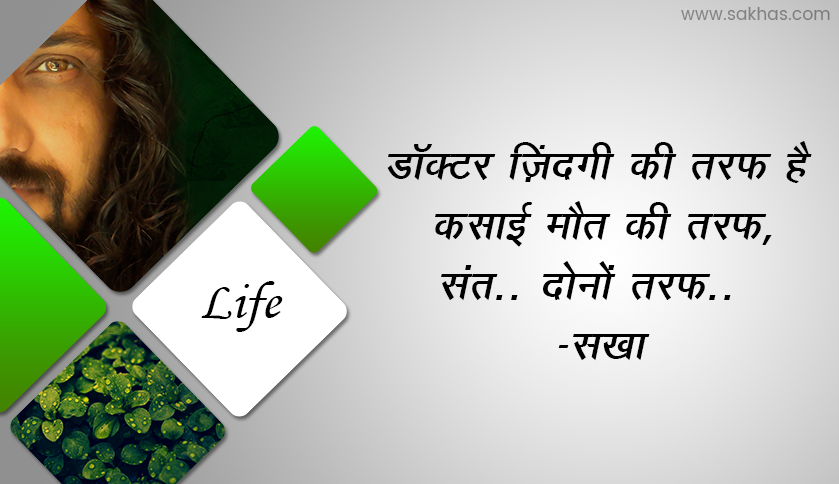 www.sakhas.com
डॉक्टर ज़िंदगी की तरफ है
कसाई मौत की तरफ,
संत.. दोनों तरफ..
-सखा
Life